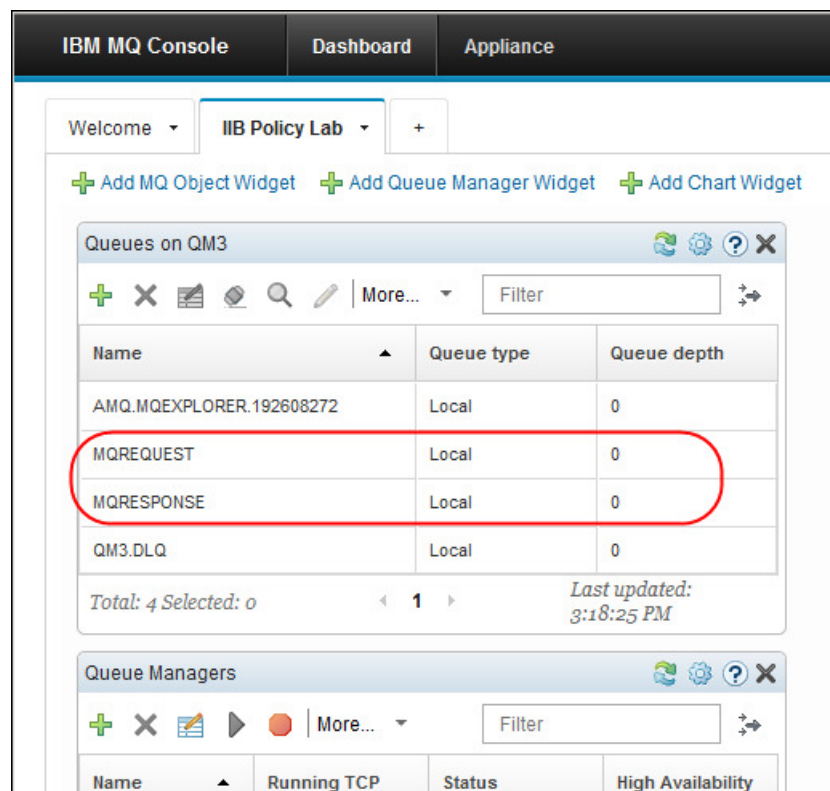 IBM MQ Console Dashboard Appliance
Welcome IIB Policy Lab +
Add MQ Object Widget Add Queue Manager Widget Add Chart Widget
Queues on QM3 ?
More... Filter
Name Queue type Queue depth
AMQ.MQEXPLORER.192608272 Local 0
MQREQUEST Local 0
MQRESPONSE Local 0
QM3.DLQ Local 0
Total: 4 Selected: 0 1 Last updated:
3:18:25 PM
Queue Managers ?
More... Filter
Name Running TCP Status High Availability